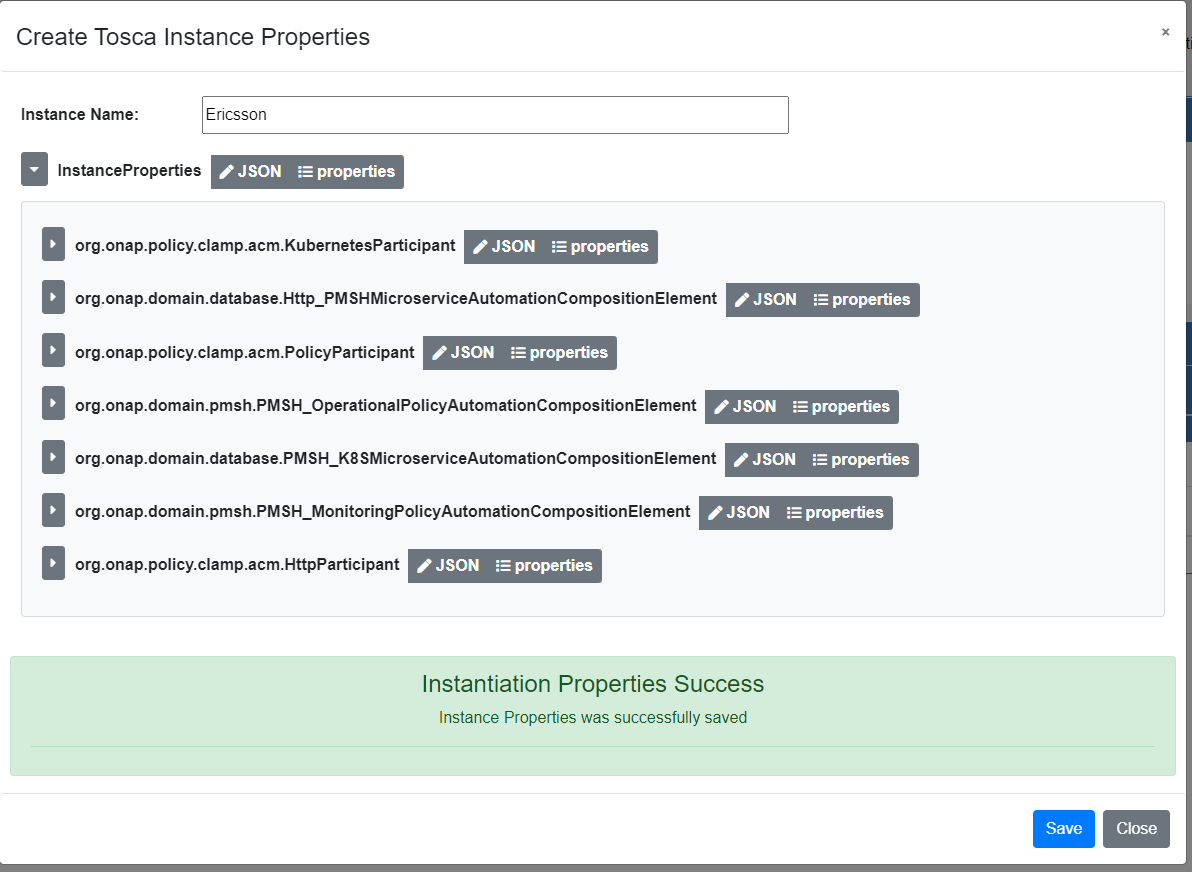 Create Tosca Instance Properties
×
Instance Name: Ericsson
InstanceProperties JSON properties
org.onap.policy.clamp.acm.KubernetesParticipant JSON properties
org.onap.domain.database.Http_PMSHMicroserviceAutomationCompositionElement JSON properties
org.onap.policy.clamp.acm.PolicyParticipant JSON properties
org.onap.domain.pmsh.PMSH_OperationalPolicyAutomationCompositionElement JSON properties
org.onap.domain.database.PMSH_K8SMicroserviceAutomationCompositionElement JSON properties
org.onap.domain.pmsh.PMSH_MonitoringPolicyAutomationCompositionElement JSON properties
org.onap.policy.clamp.acm.HttpParticipant JSON properties
Instantiation Properties Success
Instance Properties was successfully saved
Save Close